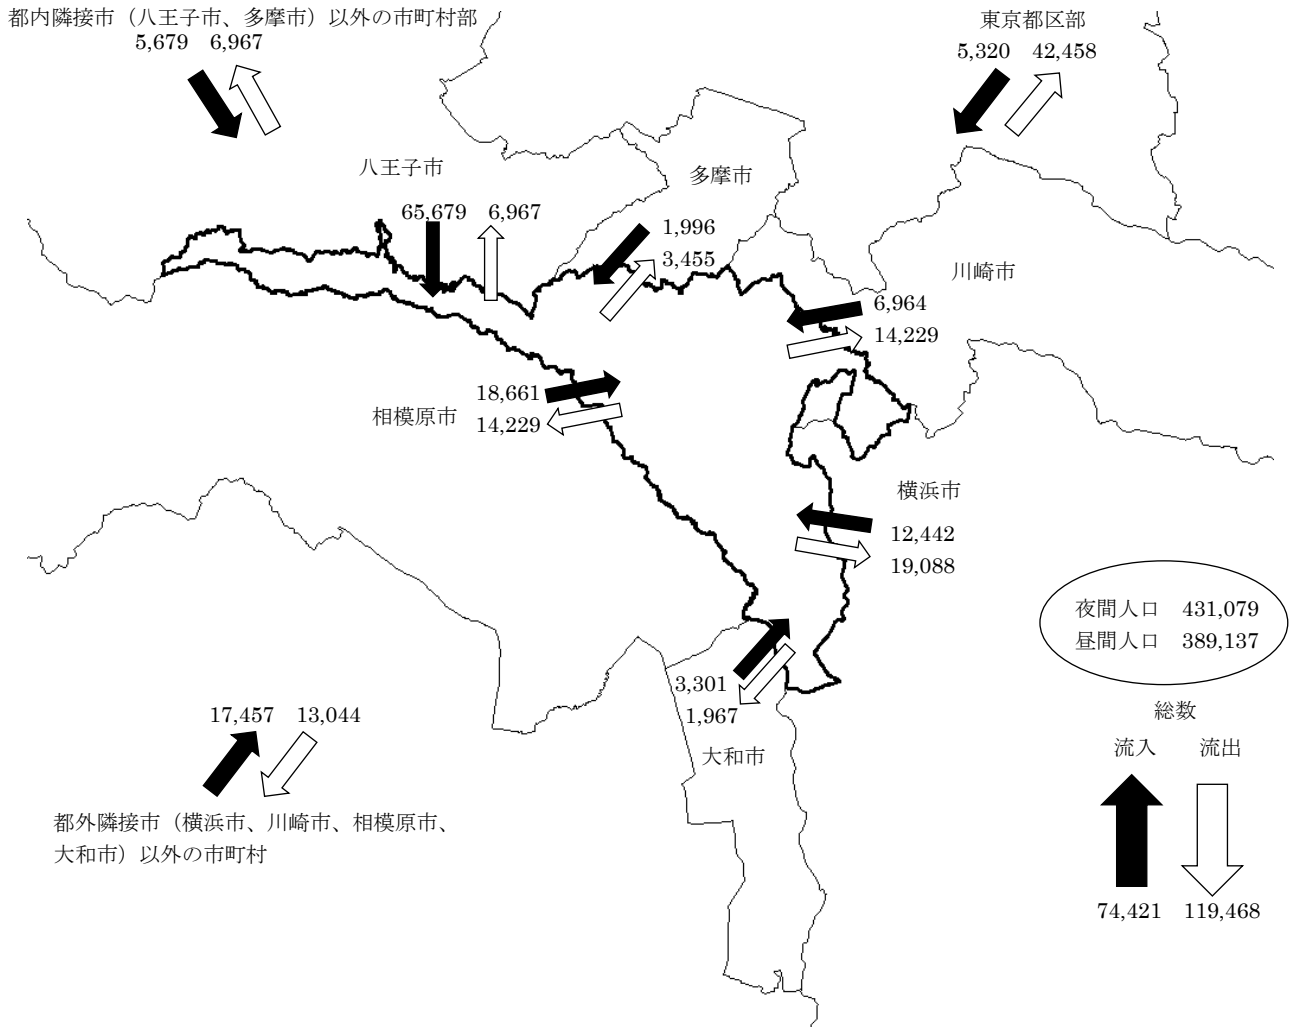 都内隣接市（八王子市、多摩市）以外の市町村部
5,679 6,967
東京都区部
5,320 42,458
八王子市
65,679 6,967
多摩市
1,996
3,455
川崎市
6,964
14,229
18,661
相模原市
14,229
横浜市
12,442
19,088
夜間人口 431,079
昼間人口 389,137
3,301
1,967
大和市
17,457 13,044
都外隣接市（横浜市、川崎市、相模原市、
大和市）以外の市町村
総数
流入 流出
74,421 119,468